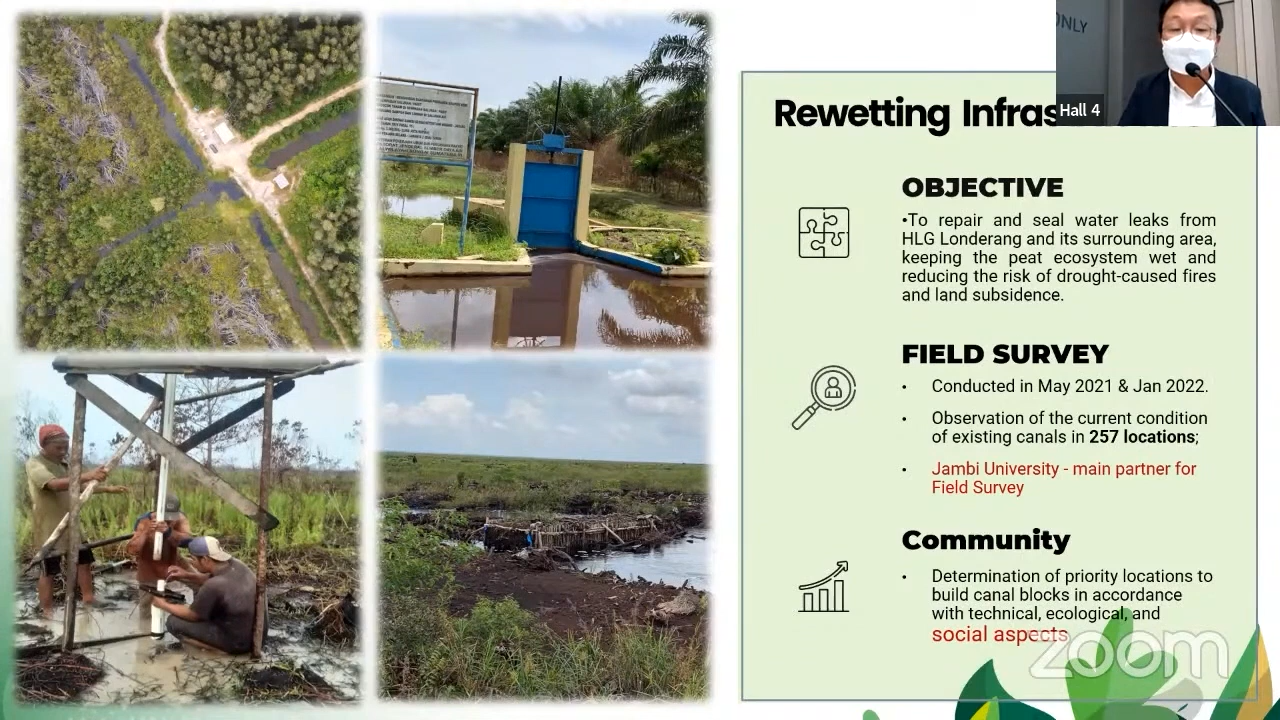 ONLY
Hall 4
Rewetting Infras
OBJECTIVE
•To repair and seal water leaks from
HLG Londerang and its surrounding area,
keeping the peat ecosystem wet and
reducing the risk of drought-caused fires
and land subsidence.
FIELD SURVEY
• Conducted in May 2021 & Jan 2022.
• Observation of the current condition
of existing canals in 257 locations;
• Jambi University - main partner for
Field Survey
Community
• Determination of priority locations to
build canal blocks in accordance
with technical, ecological, and
social aspects
zoom